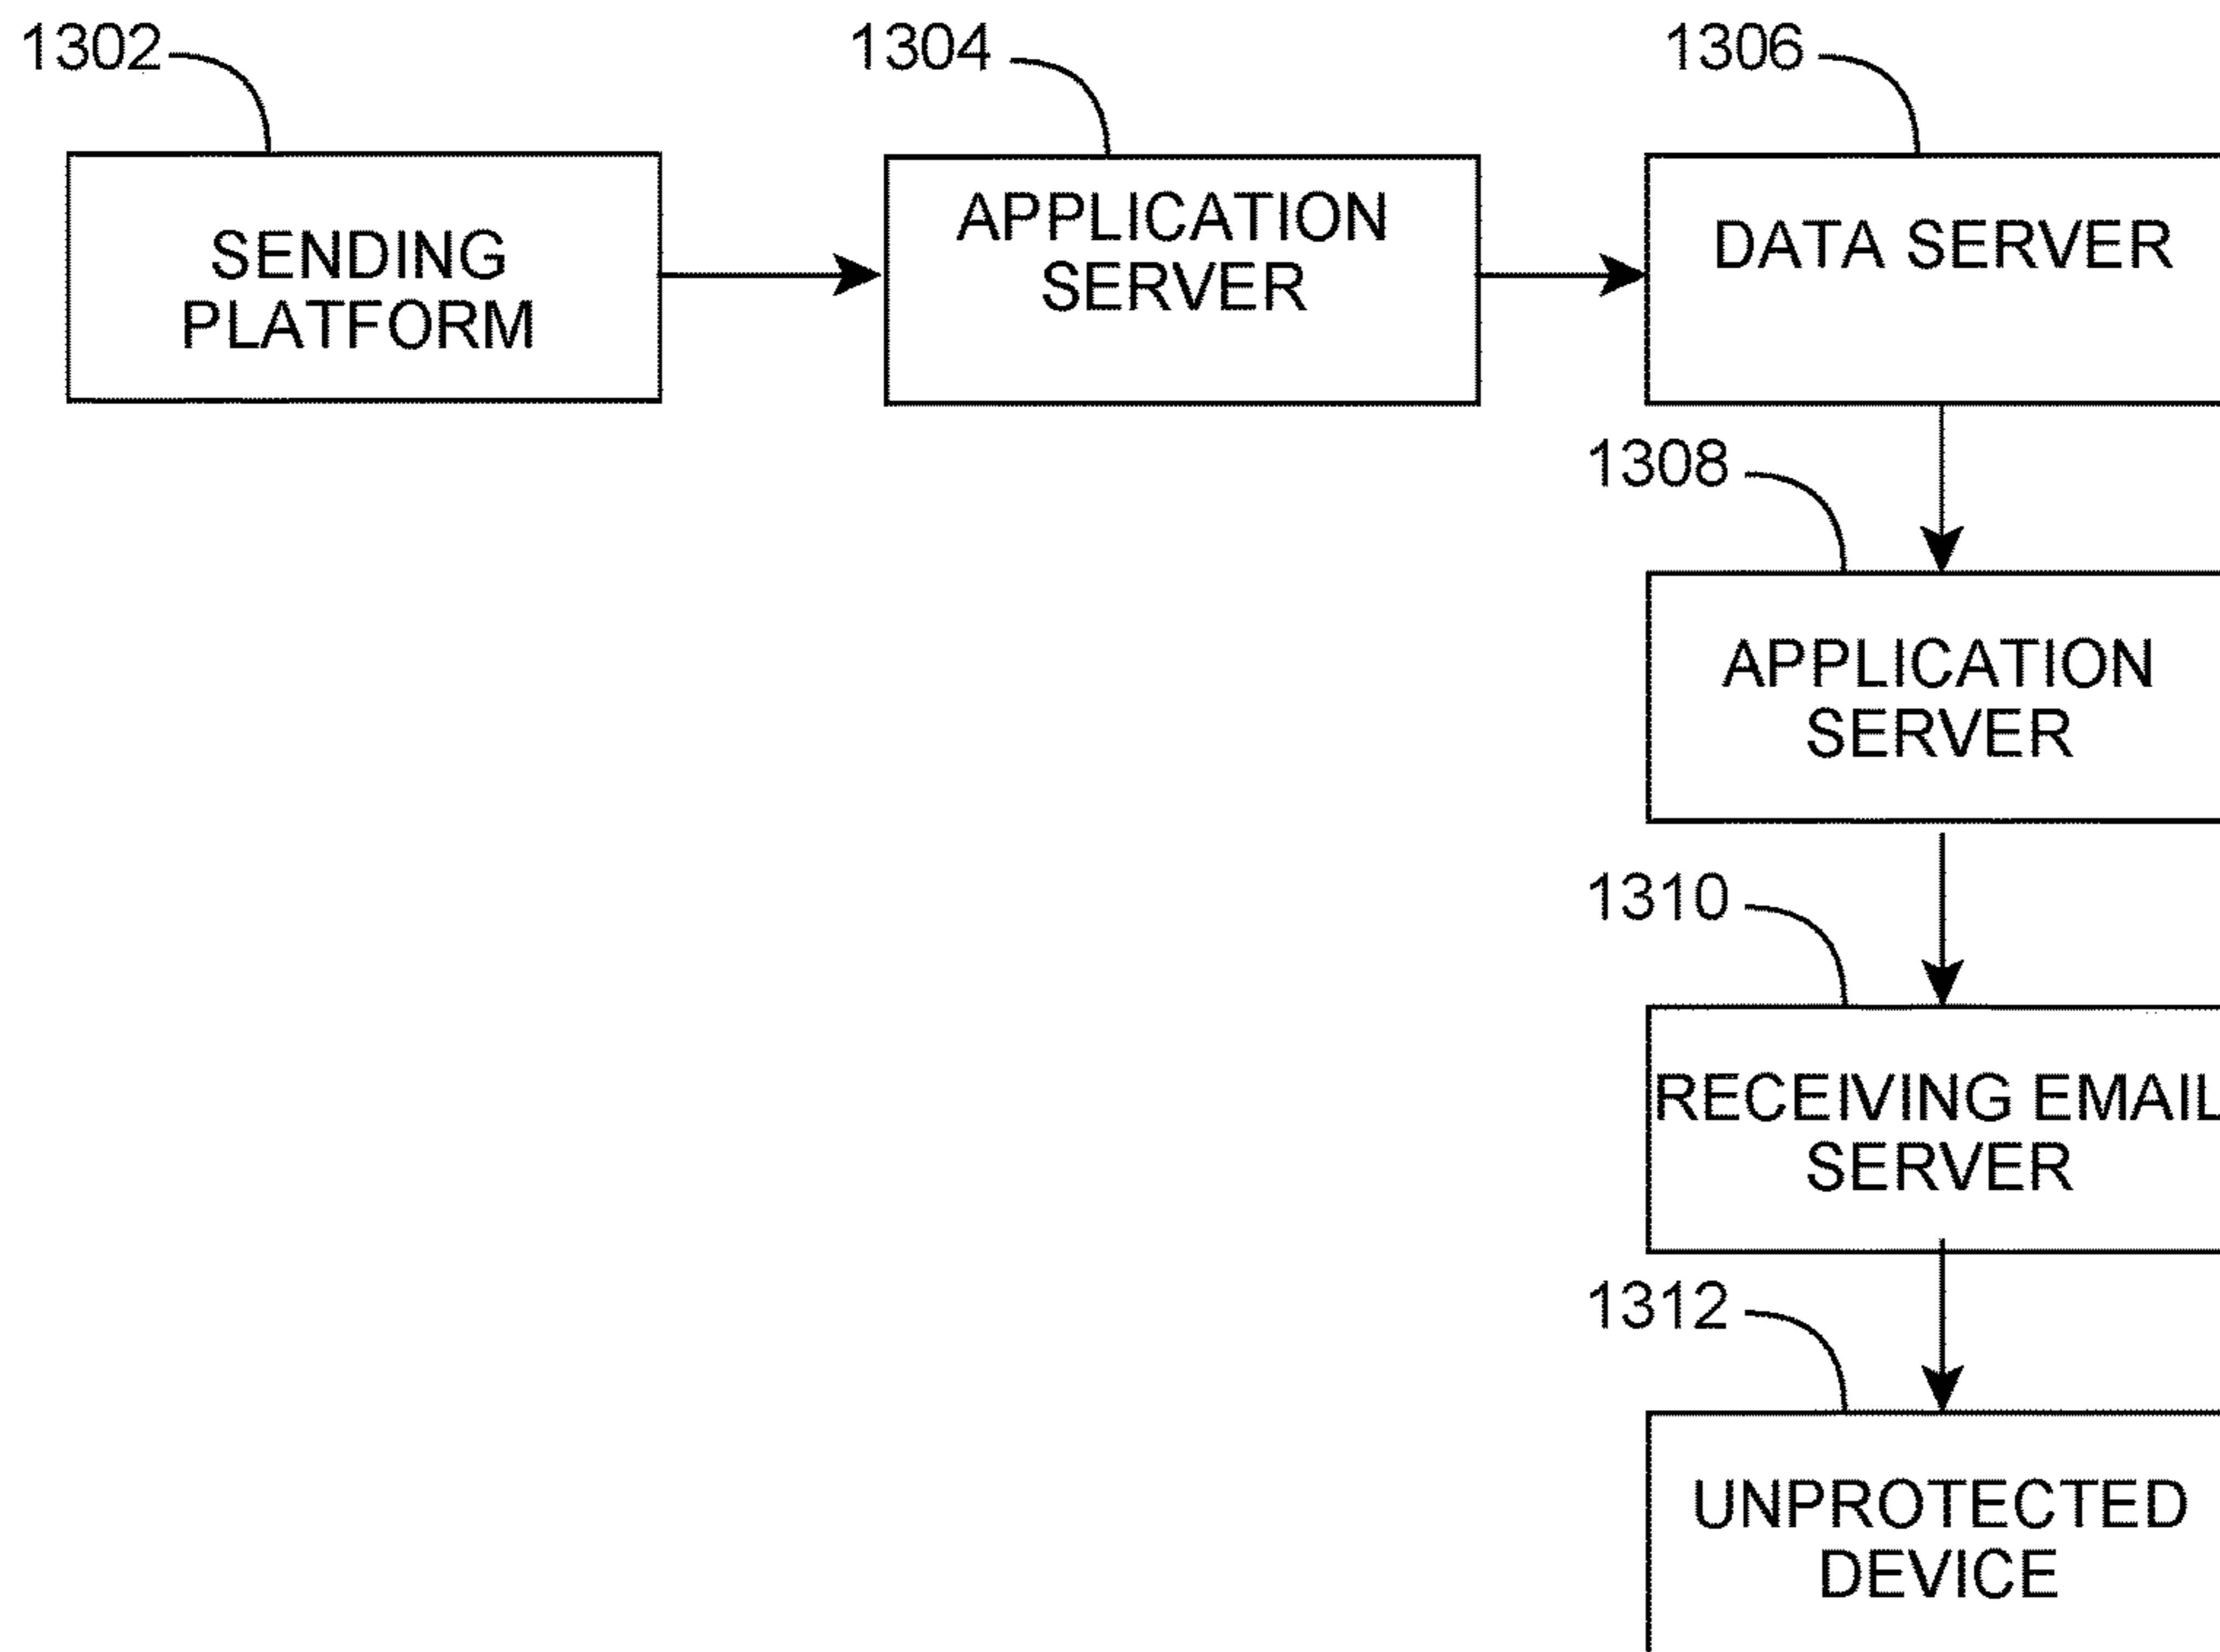 1302
1304
1306
SENDING
PLATFORM
APPLICATION
SERVER
DATA SERVER
1308
APPLICATION
SERVER
1310
RECEIVING EMAIL
SERVER
1312
UNPROTECTED
DEVICE